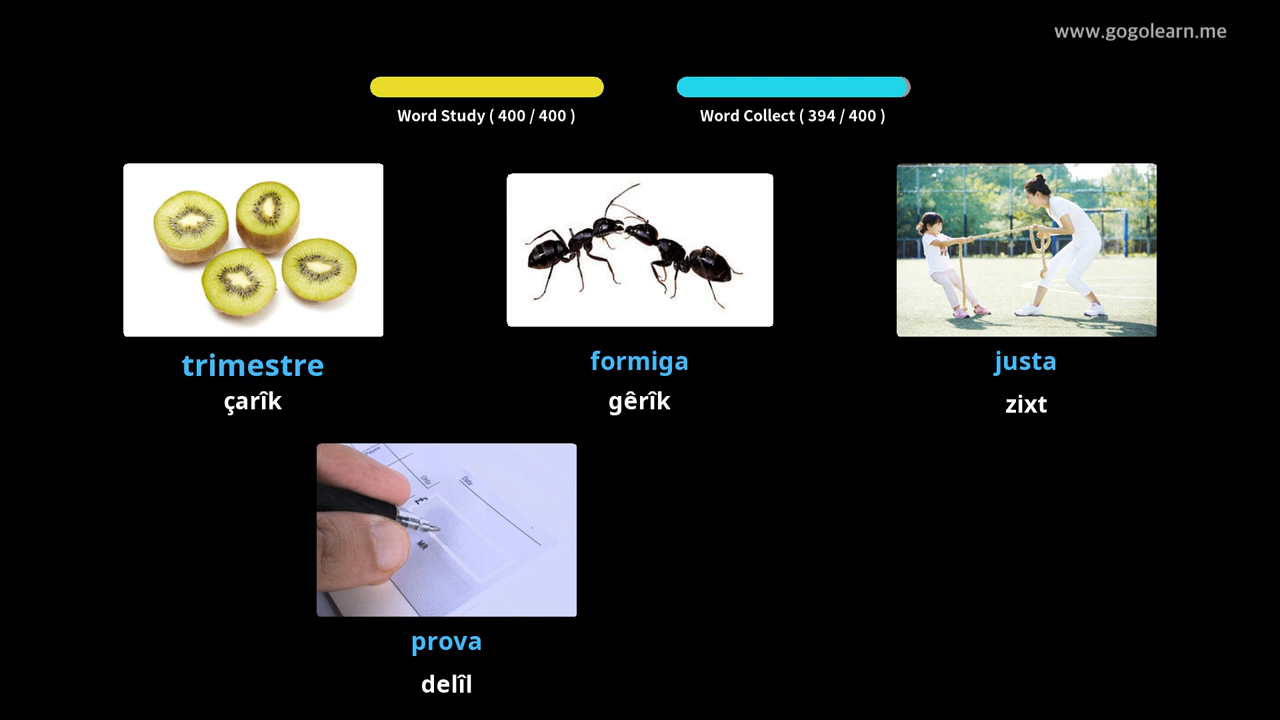 www.gogolearn.me
Word Study ( 400 / 400 )
Word Collect ( 394 / 400 )
trimestre
çarîk
formiga
gêrîk
justa
zixt
prova
delîl